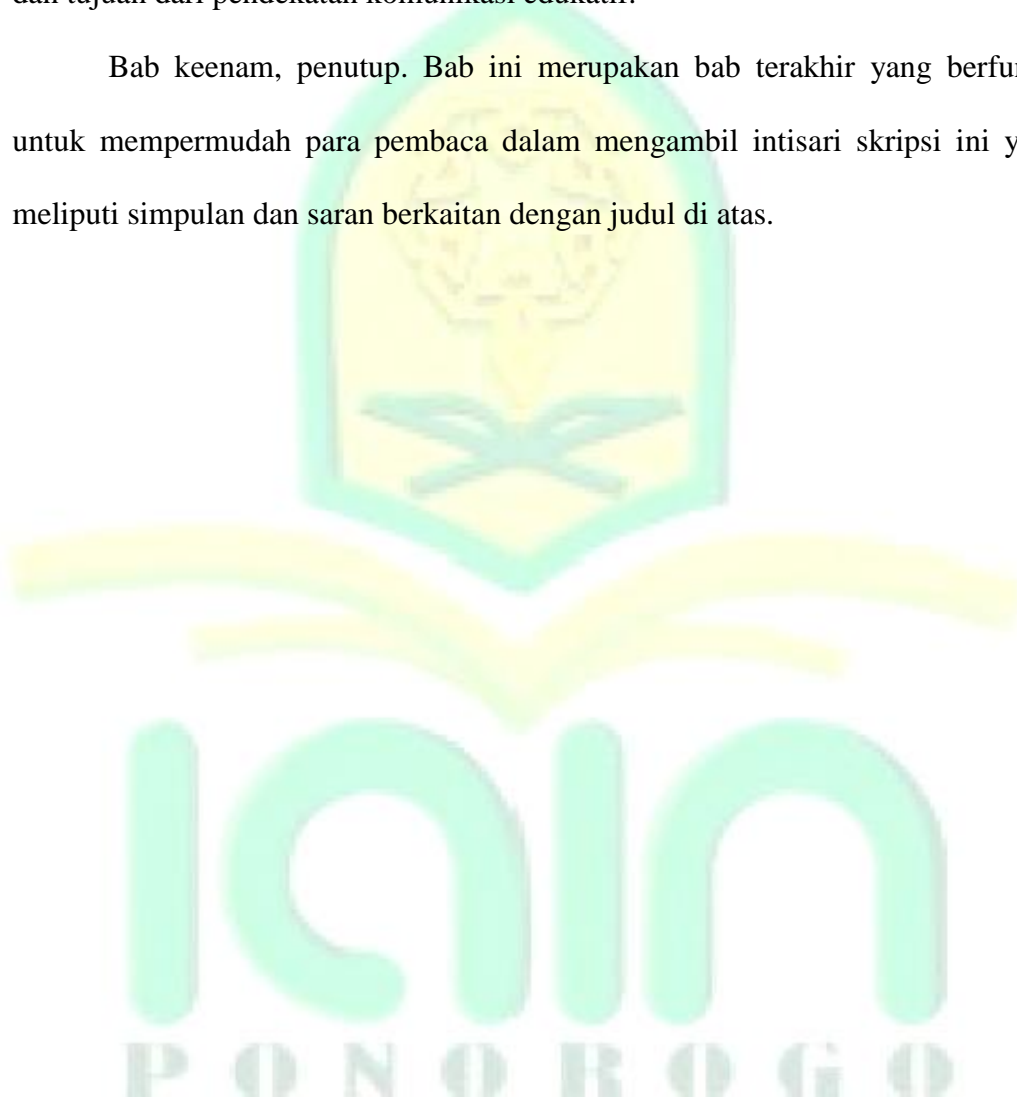 dan tujuan dari pendekatan komunikasi edukatif.
Bab keenam, penutup. Bab ini merupakan bab terakhir yang berfu
untuk mempermudah para pembaca dalam mengambil intisari skripsi ini y
meliputi simpulan dan saran berkaitan dengan judul di atas.
iain
PONOROGO